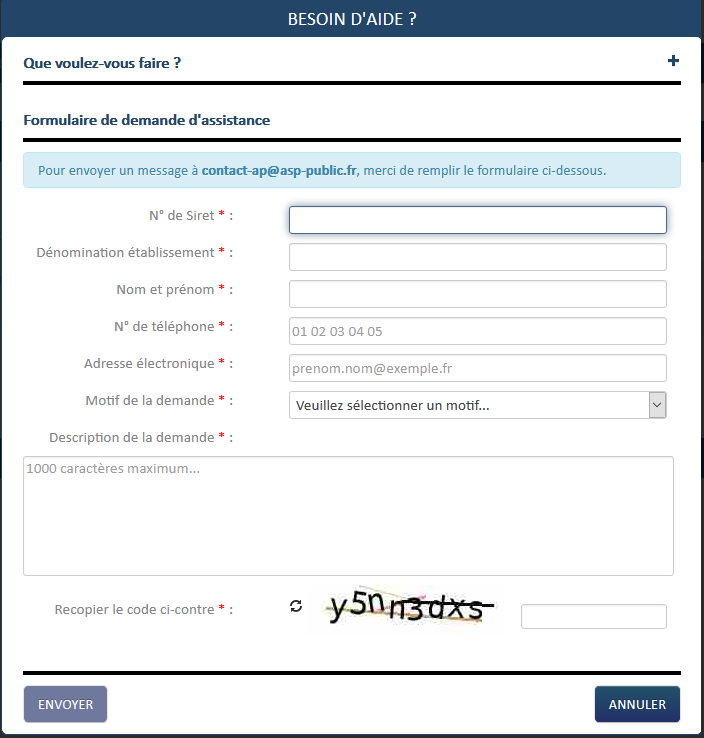 BESOIN D'AIDE ?
Que voulez-vous faire ?
Formulaire de demande d'assistance
Pour envoyer un message à contact-ap@asp-public.fr, merci de remplir le formulaire ci-dessous.
N° de Siret * :
Dénomination établissement * :
Nom et prénom * :
N° de téléphone * : 01 02 03 04 05
Adresse électronique * : prenom.nom@exemple.fr
Motif de la demande * : Veuillez sélectionner un motif...
Description de la demande * :
1000 caractères maximum...
Recopier le code ci-contre * : y5nn3dxs
ENVOYER ANNULER